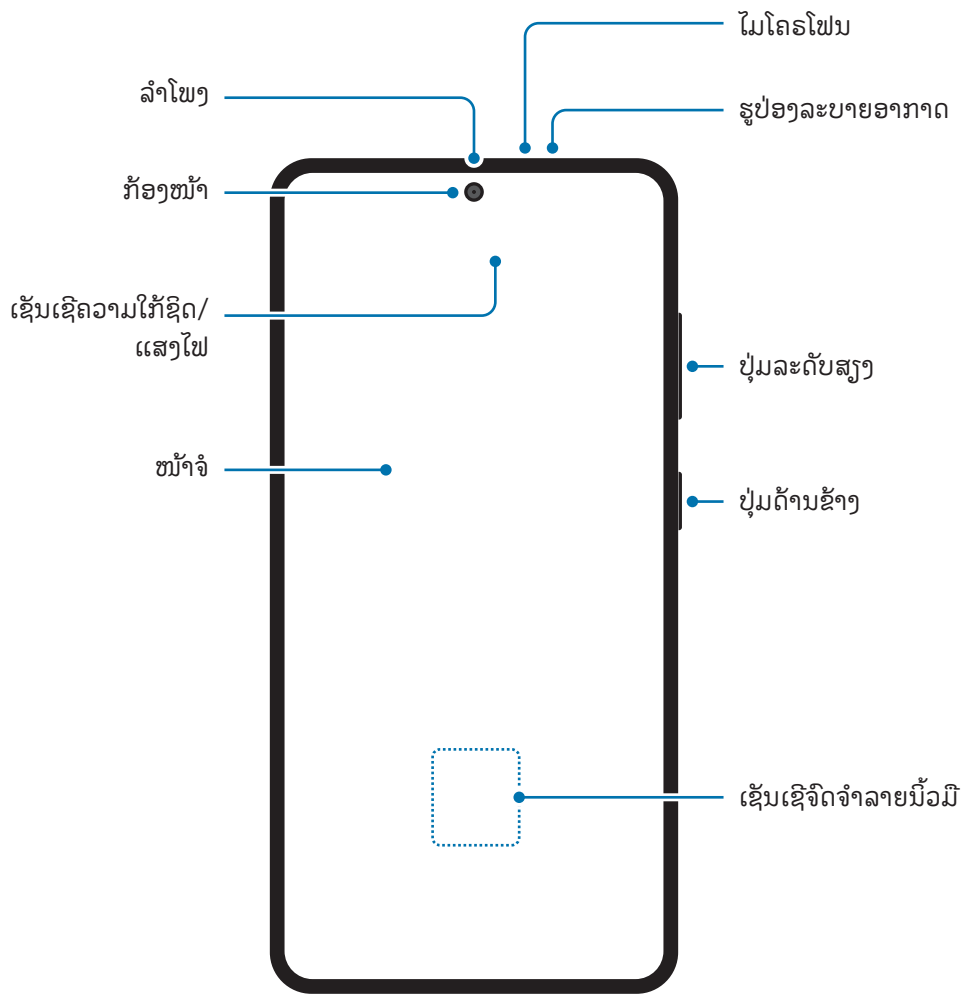 ໄມໂຄຣໂຟນ
ລຳໂພງ
ຮູປ່ອງລະບາຍອາກາດ
ກ້ອງໜ້າ
ເຊັນເຊີຄວາມໃກ້ຊິດ/
ແສງໄຟ
ປຸ່ມລະດັບສຽງ
ໜ້າຈໍ
ປຸ່ມດ້ານຂ້າງ
ເຊັນເຊີຈົດຈຳລາຍນິ້ວມື